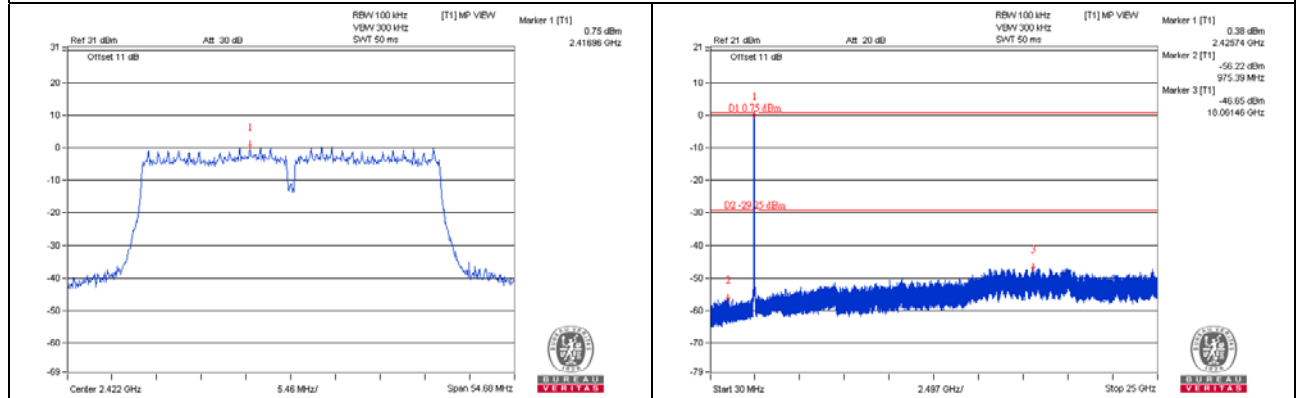 RBW 100 kHz [T1] MP VIEW
VBW 300 kHz
Ref 31 dBm Att 30 dB SWT 50 ms
Marker 1 [T1]
0.75 dBm
2.41696 GHz
Offset 11 dB
31
20
10
0
-10
-20
-30
-40
-50
-60
-69
1
Center 2.422 GHz 5.46 MHz/ Span 54.68 MHz
BUREAU
VERITAS
RBW 100 kHz [T1] MP VIEW
VBW 300 kHz
Ref 21 dBm Att 20 dB SWT 50 ms
Marker 1 [T1]
0.38 dBm
2.42574 GHz
Marker 2 [T1]
-56.22 dBm
975.39 MHz
Marker 3 [T1]
-46.65 dBm
18.06146 GHz
Offset 11 dB
21
10
0
-10
-20
-30
-40
-50
-60
-70
-79
1
D1 0.75 dBm
D2 -29.25 dBm
2
3
Start 30 MHz 2.497 GHz/ Stop 25 GHz
BUREAU
VERITAS